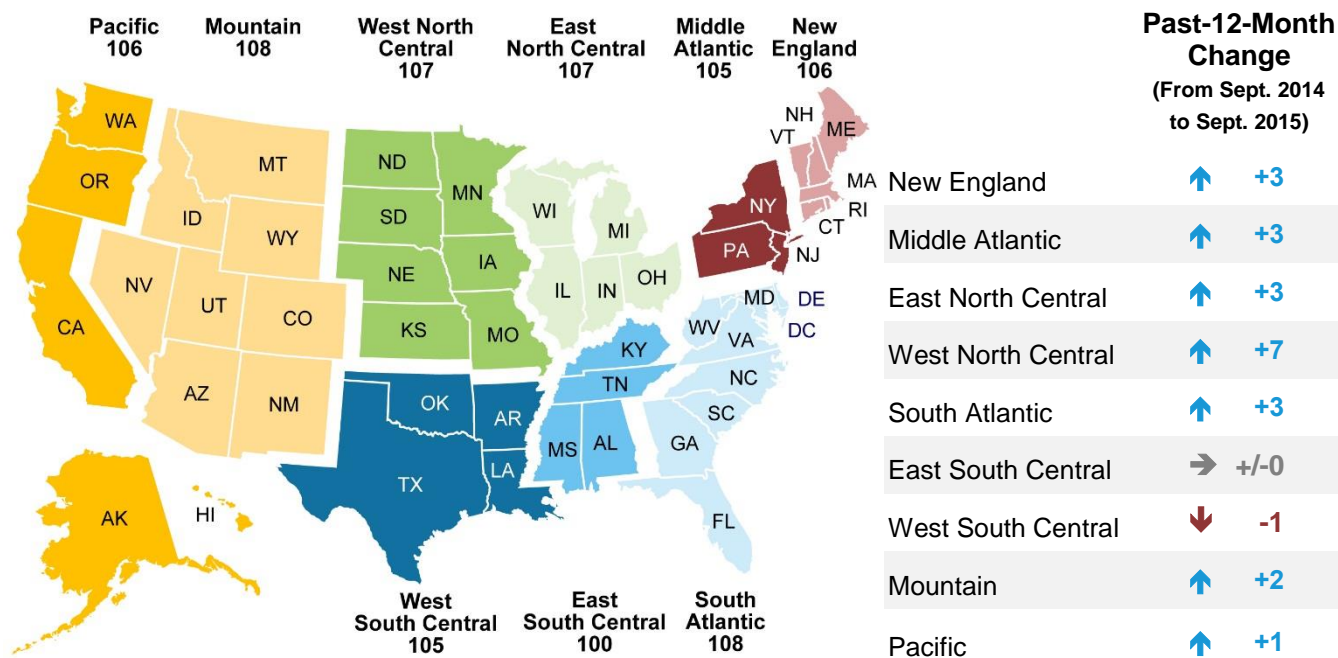 Pacific
106
Mountain
108
West North
Central
107
East
North Central
107
Middle
Atlantic
105
New
England
106
WA
OR
CA
AK
HI
MT
ID
WY
NV
UT
CO
AZ
NM
ND
SD
NE
KS
MN
IA
MO
WI
MI
IL
IN
OH
NY
PA
NJ
NH
VT
ME
MA
RI
CT
MD
DE
DC
WV
VA
NC
SC
GA
FL
KY
TN
MS
AL
OK
AR
TX
LA
West
South Central
105
East
South Central
100
South
Atlantic
108
Past-12-Month
Change
(From Sept. 2014
to Sept. 2015)
New England +3
Middle Atlantic +3
East North Central +3
West North Central +7
South Atlantic +3
East South Central +/-0
West South Central -1
Mountain +2
Pacific +1